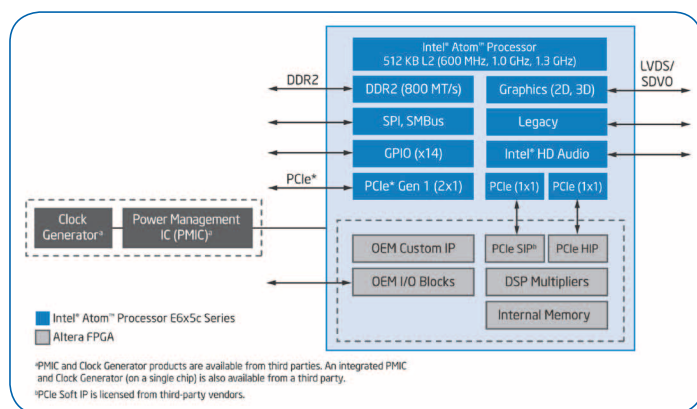 Intel® Atom™ Processor
512 KB L2 (600 MHz, 1.0 GHz, 1.3 GHz)
DDR2
DDR2 (800 MT/s)
Graphics (2D, 3D)
LVDS/
SDVO
SPI, SMBus
Legacy
GPIO (x14)
Intel® HD Audio
PCIe*
PCIe* Gen 1 (2x1)
PCIe (1x1)
PCIe (1x1)
Clock
Generatorᵃ
Power Management
IC (PMIC)ᵃ
OEM Custom IP
PCIe SIPᵇ
PCIe HIP
OEM I/O Blocks
DSP Multipliers
Internal Memory
Intel® Atom™ Processor E6x5c Series
Altera FPGA
ᵃPMIC and Clock Generator products are available from third parties. An integrated PMIC
and Clock Generator (on a single chip) is also available from a third party.
ᵇPCIe Soft IP is licensed from third-party vendors.